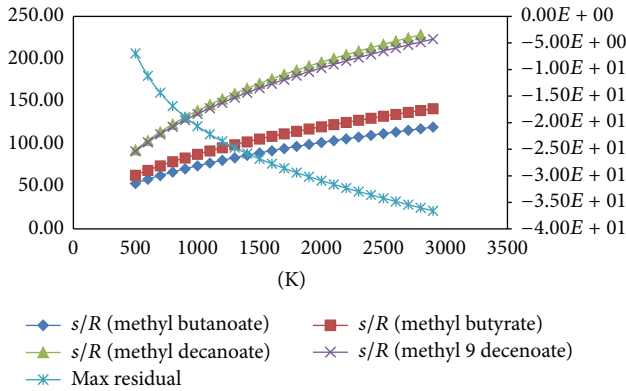 250.00
200.00
150.00
100.00
50.00
0.00
0.00E + 00
−5.00E + 00
−1.00E + 01
−1.50E + 01
−2.00E + 01
−2.50E + 01
−3.00E + 01
−3.50E + 01
−4.00E + 01
0 500 1000 1500 2000 2500 3000 3500
(K)
s/R (methyl butanoate) s/R (methyl butyrate)
s/R (methyl decanoate) s/R (methyl 9 decenoate)
Max residual